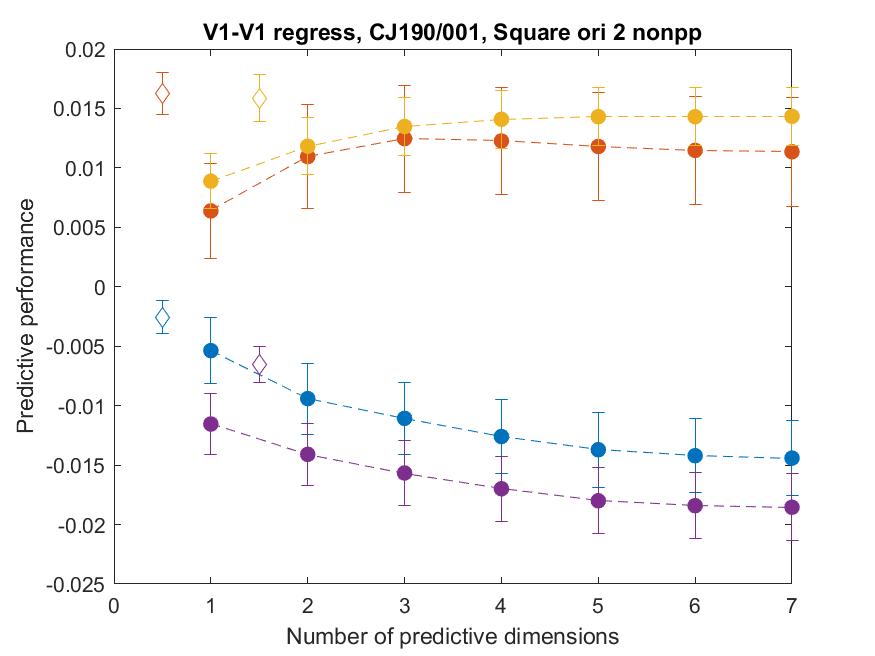 V1-V1 regress, CJ190/001, Square ori 2 nonpp
0.02
0.015
0.01
0.005
0
-0.005
-0.01
-0.015
-0.02
-0.025
Predictive performance
0 1 2 3 4 5 6 7
Number of predictive dimensions